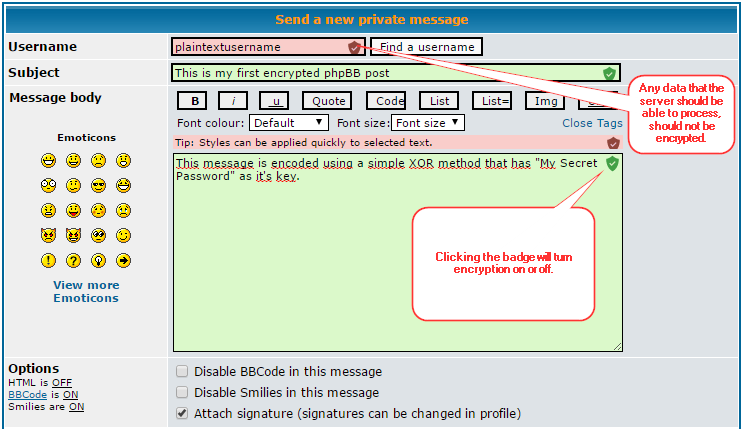 Send a new private message
Username
plaintextusername
Find a username
Subject
This is my first encrypted phpBB post
Message body
B i u Quote Code List List= Img
Font colour: Default Font size: Font size Close Tags
Tip: Styles can be applied quickly to selected text.
Any data that the
server should be
able to process,
should not be
encrypted.
Emoticons
View more
Emoticons
This message is encoded using a simple XOR method that has "My Secret
Password" as it's key.
Clicking the badge will turn
encryption on or off.
Options
HTML is OFF
BBCode is ON
Smilies are ON
Disable BBCode in this message
Disable Smilies in this message
Attach signature (signatures can be changed in profile)